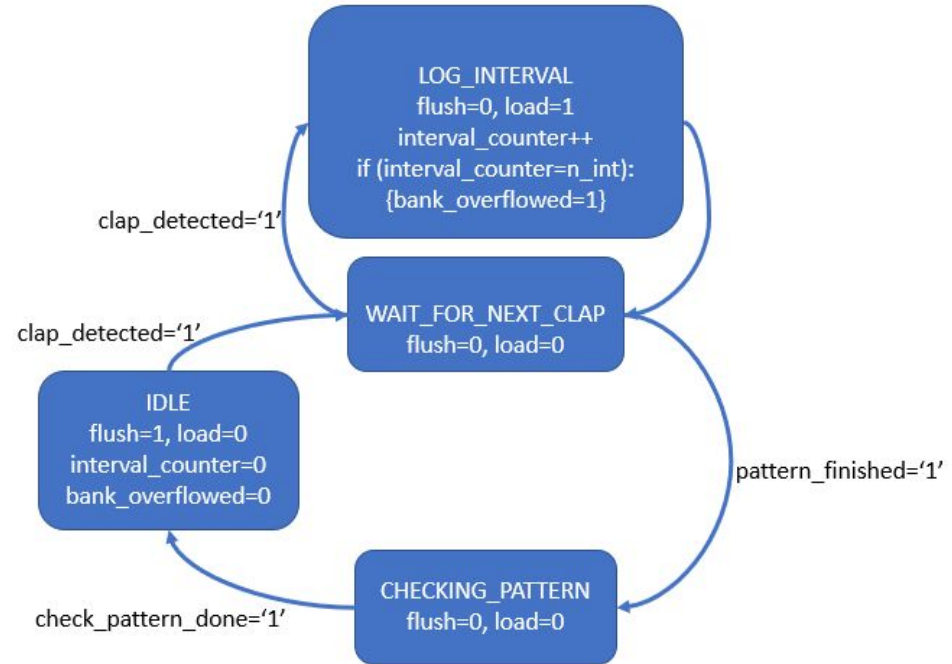 LOG_INTERVAL
flush=0, load=1
interval_counter++
if (interval_counter=n_int):
{bank_overflowed=1}
clap_detected=‘1’
WAIT_FOR_NEXT_CLAP
flush=0, load=0
clap_detected=‘1’
IDLE
flush=1, load=0
interval_counter=0
bank_overflowed=0
pattern_finished=‘1’
CHECKING_PATTERN
flush=0, load=0
check_pattern_done=‘1’